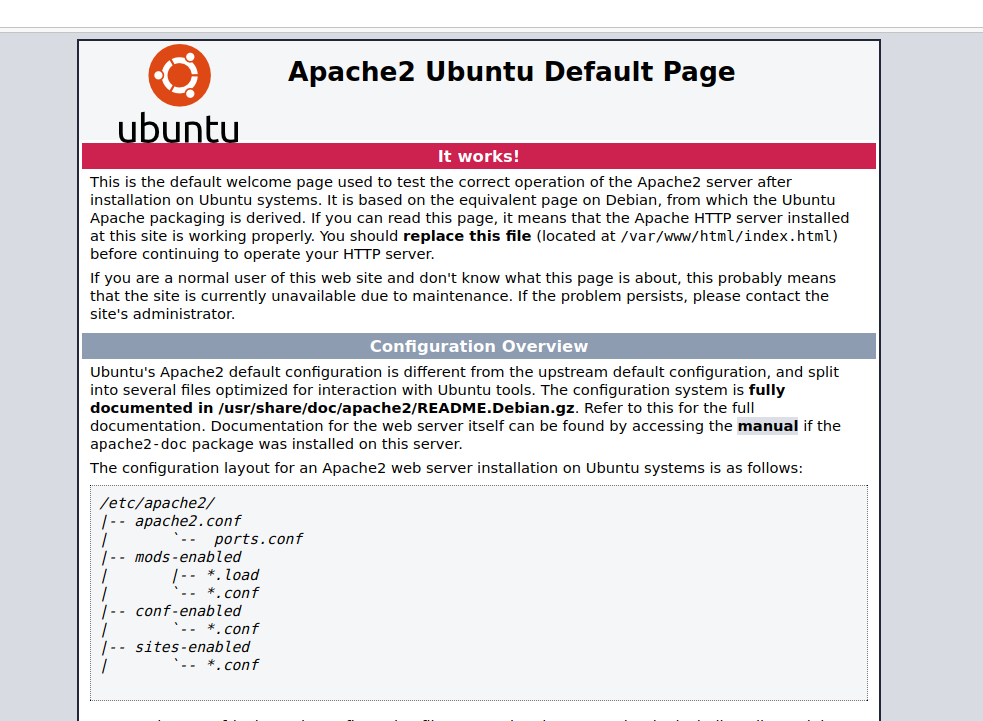 ubuntu
Apache2 Ubuntu Default Page
It works!
This is the default welcome page used to test the correct operation of the Apache2 server after
installation on Ubuntu systems. It is based on the equivalent page on Debian, from which the Ubuntu
Apache packaging is derived. If you can read this page, it means that the Apache HTTP server installed
at this site is working properly. You should replace this file (located at /var/www/html/index.html)
before continuing to operate your HTTP server.
If you are a normal user of this web site and don't know what this page is about, this probably means
that the site is currently unavailable due to maintenance. If the problem persists, please contact the
site's administrator.
Configuration Overview
Ubuntu's Apache2 default configuration is different from the upstream default configuration, and split
into several files optimized for interaction with Ubuntu tools. The configuration system is fully
documented in /usr/share/doc/apache2/README.Debian.gz. Refer to this for the full
documentation. Documentation for the web server itself can be found by accessing the manual if the
apache2-doc package was installed on this server.
The configuration layout for an Apache2 web server installation on Ubuntu systems is as follows:
/etc/apache2/
|-- apache2.conf
|       `--  ports.conf
|-- mods-enabled
|       |-- *.load
|       `-- *.conf
|-- conf-enabled
|       `-- *.conf
|-- sites-enabled
|       `-- *.conf